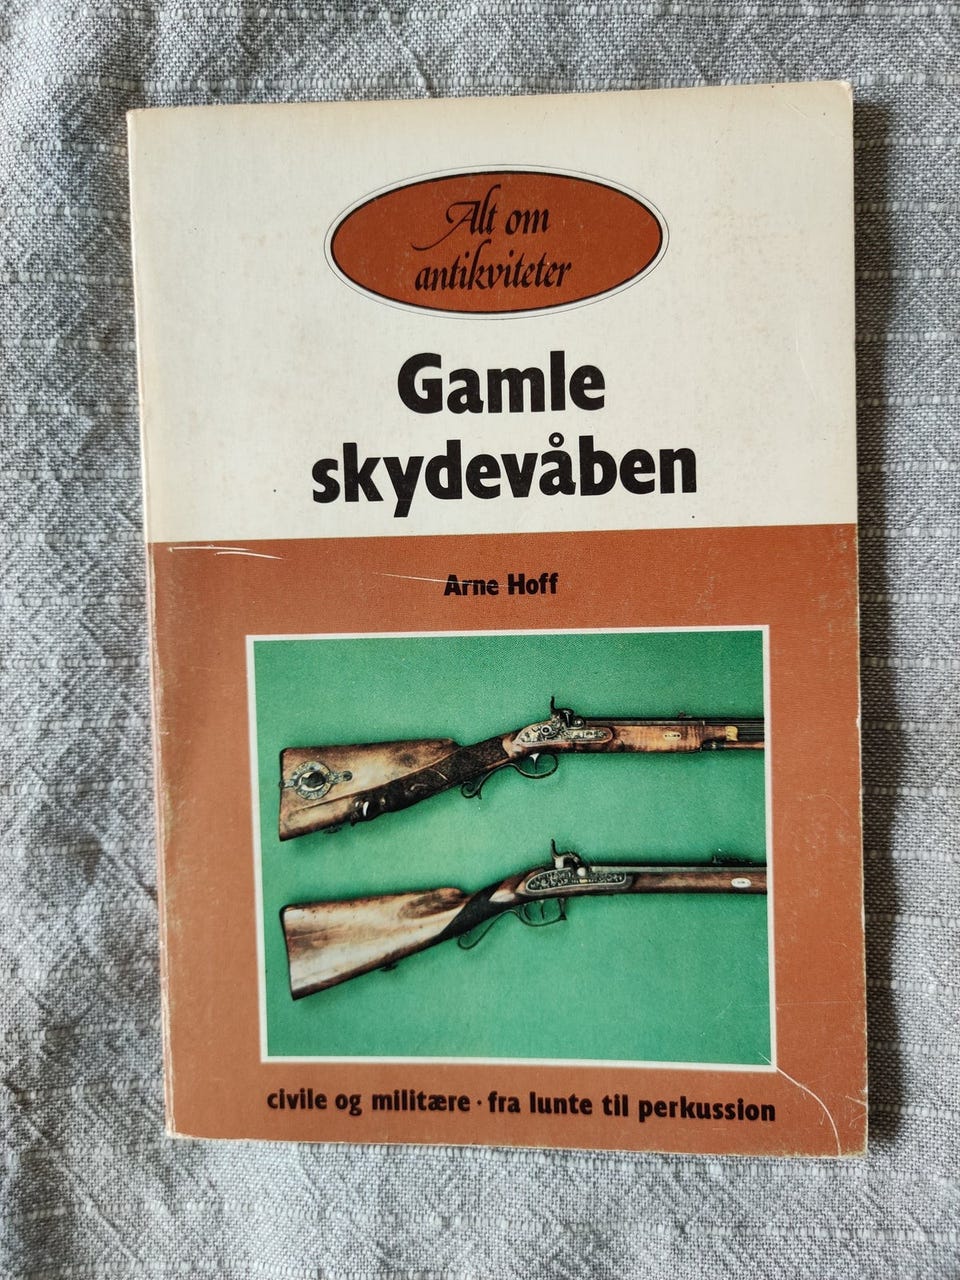 Alt om
antikviteter
Gamle
skydevåben
Arne Hoff
civile og militære · fra lunte til perkussion